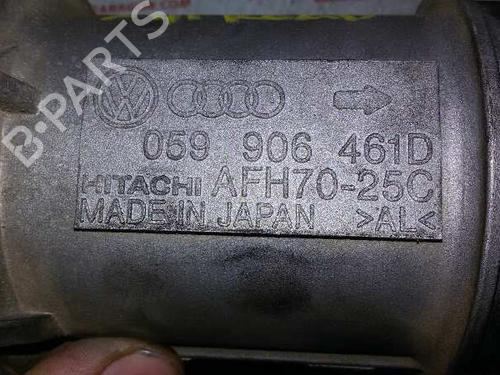 059 906 461D
HITACHI AFH70-25C
MADE IN JAPAN >AL<
B-PARTS